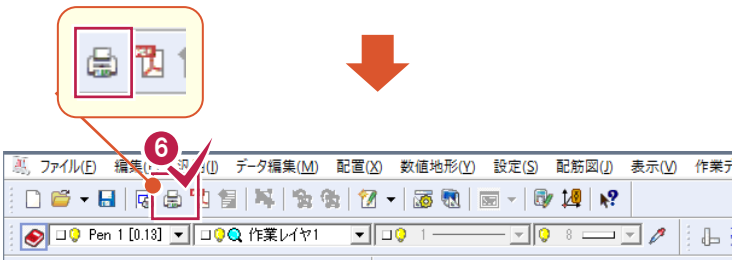 6
ファイル(F) 編集( (I) データ編集(M) 配置(X) 数値地形(Y) 設定(S) 配筋図(J) 表示(V) 作業
Pen 1 [0.13] 作業レイヤ1 1 8